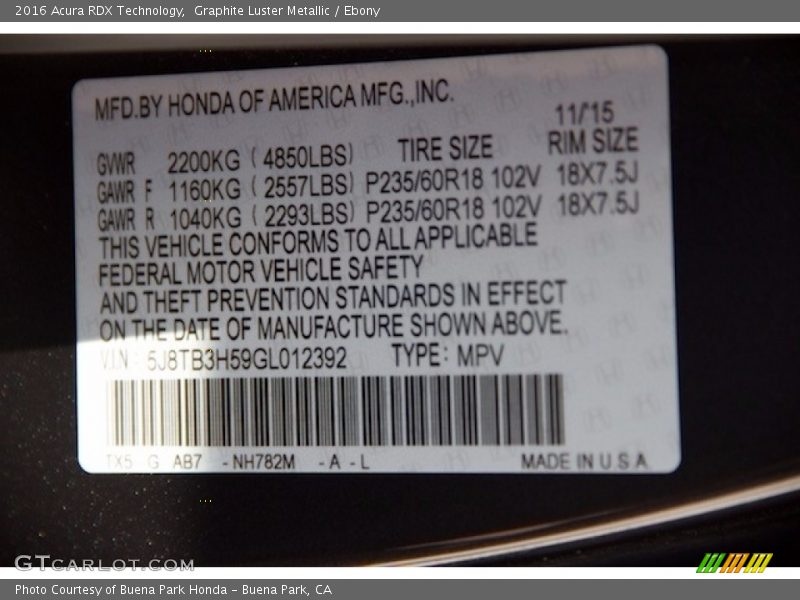 2016 Acura RDX Technology,  Graphite Luster Metallic / Ebony
MFD.BY HONDA OF AMERICA MFG.,INC.
11/15
GVWR 2200KG ( 4850LBS) TIRE SIZE RIM SIZE
GAWR F 1160KG ( 2557LBS) P235/60R18 102V 18X7.5J
GAWR R 1040KG ( 2293LBS) P235/60R18 102V 18X7.5J
THIS VEHICLE CONFORMS TO ALL APPLICABLE
FEDERAL MOTOR VEHICLE SAFETY
AND THEFT PREVENTION STANDARDS IN EFFECT
ON THE DATE OF MANUFACTURE SHOWN ABOVE.
V.I.N : 5J8TB3H59GL012392 TYPE: MPV
TX5 G AB7 -NH782M -A -L MADE IN U S A
GTCARLOT.COM
Photo Courtesy of Buena Park Honda – Buena Park, CA